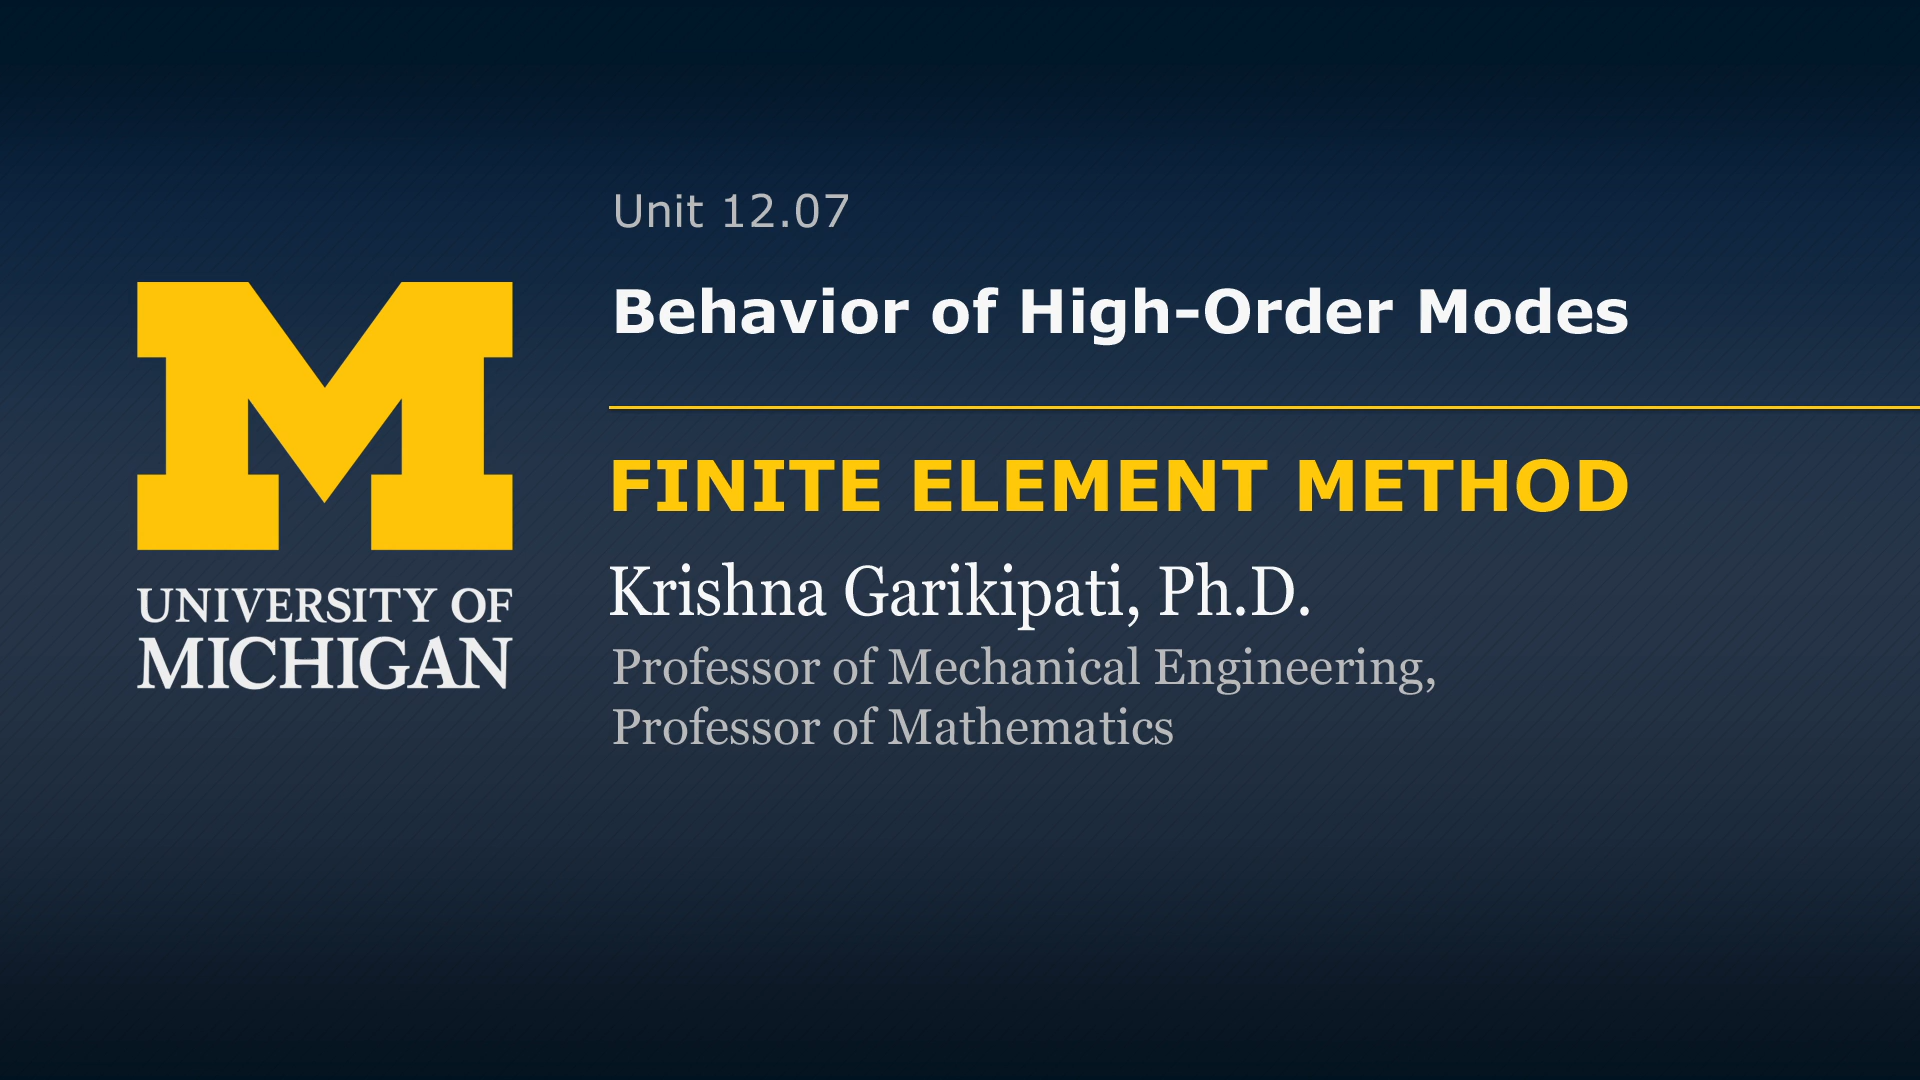 Unit 12.07
Behavior of High-Order Modes
FINITE ELEMENT METHOD
Krishna Garikipati, Ph.D.
Professor of Mechanical Engineering,
Professor of Mathematics
M
UNIVERSITY OF
MICHIGAN